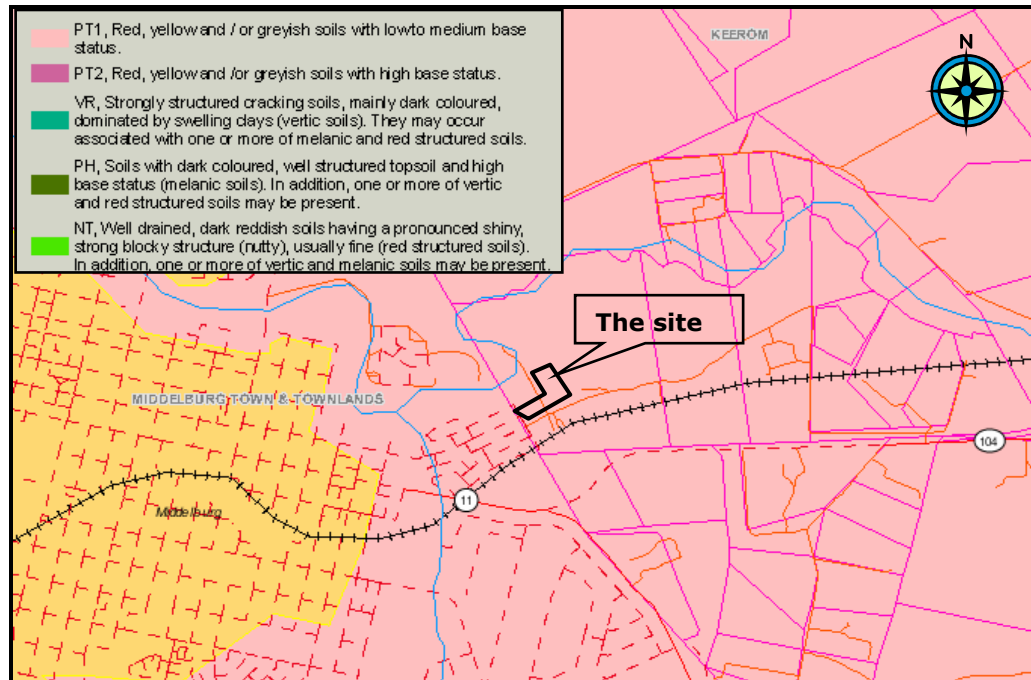 PT1, Red, yellow and / or greyish soils with lowto medium base
status.
PT2, Red, yellow and /or greyish soils with high base status.
VR, Strongly structured cracking soils, mainly dark coloured,
dominated by swelling clays (vertic soils). They may occur
associated with one or more of melanic and red structured soils.
PH, Soils with dark coloured, well structured topsoil and high
base status (melanic soils). In addition, one or more of vertic
and red structured soils may be present.
NT, Well drained, dark reddish soils having a pronounced shiny,
strong blocky structure (nutty), usually fine (red structured soils).
In addition, one or more of vertic and melanic soils may be present.
KEEROM
N
The site
MIDDELBURG TOWN & TOWNLANDS
104
11
Middelburg